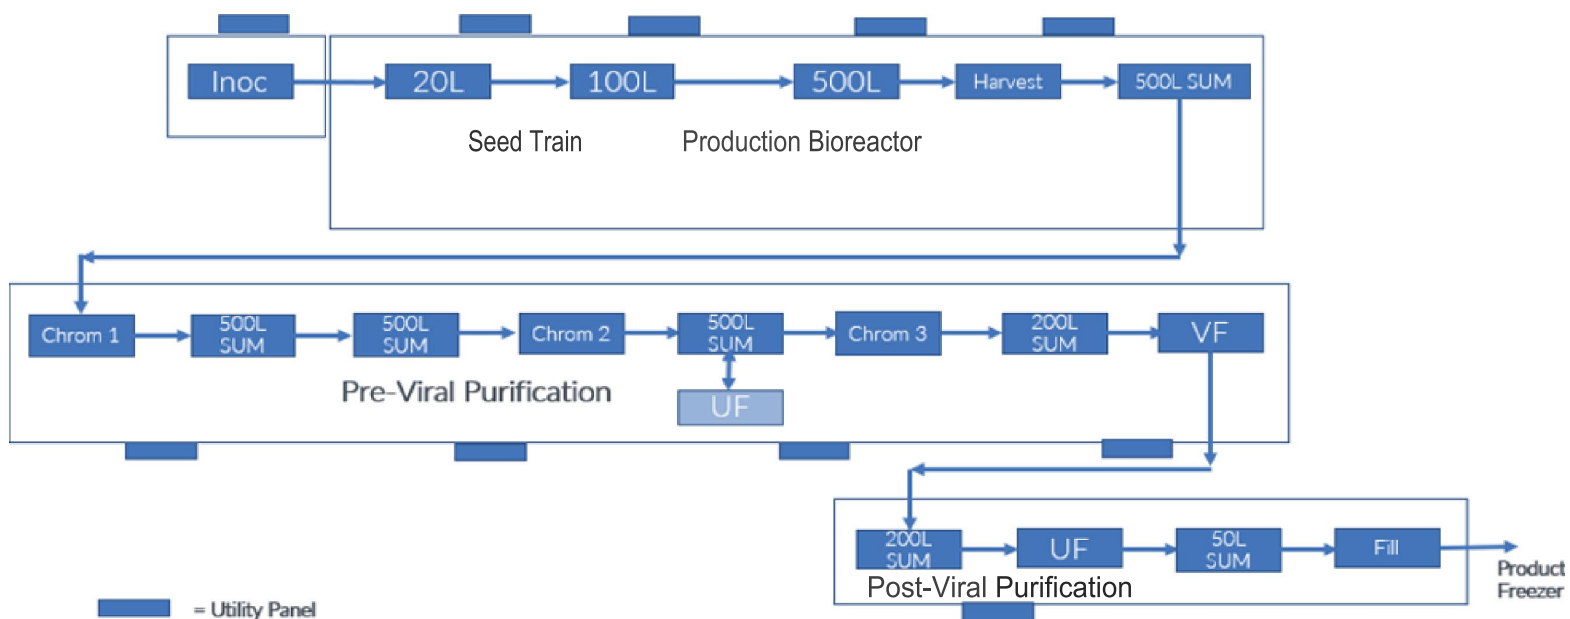 Inoc
20L
100L
500L
Harvest
500L SUM
Seed Train
Production Bioreactor
Chrom 1
500L
SUM
500L
SUM
Chrom 2
500L
SUM
Chrom 3
200L
SUM
VF
Pre-Viral Purification
UF
200L
SUM
UF
50L
SUM
Fill
Post-Viral Purification
Product
Freezer
= Utility Panel